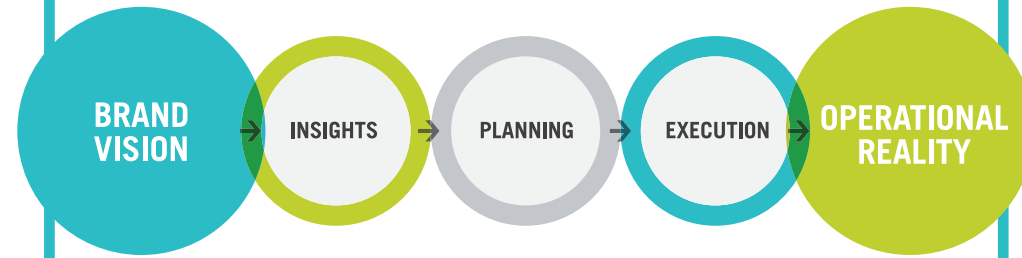 BRAND
VISION
INSIGHTS
PLANNING
EXECUTION
OPERATIONAL
REALITY